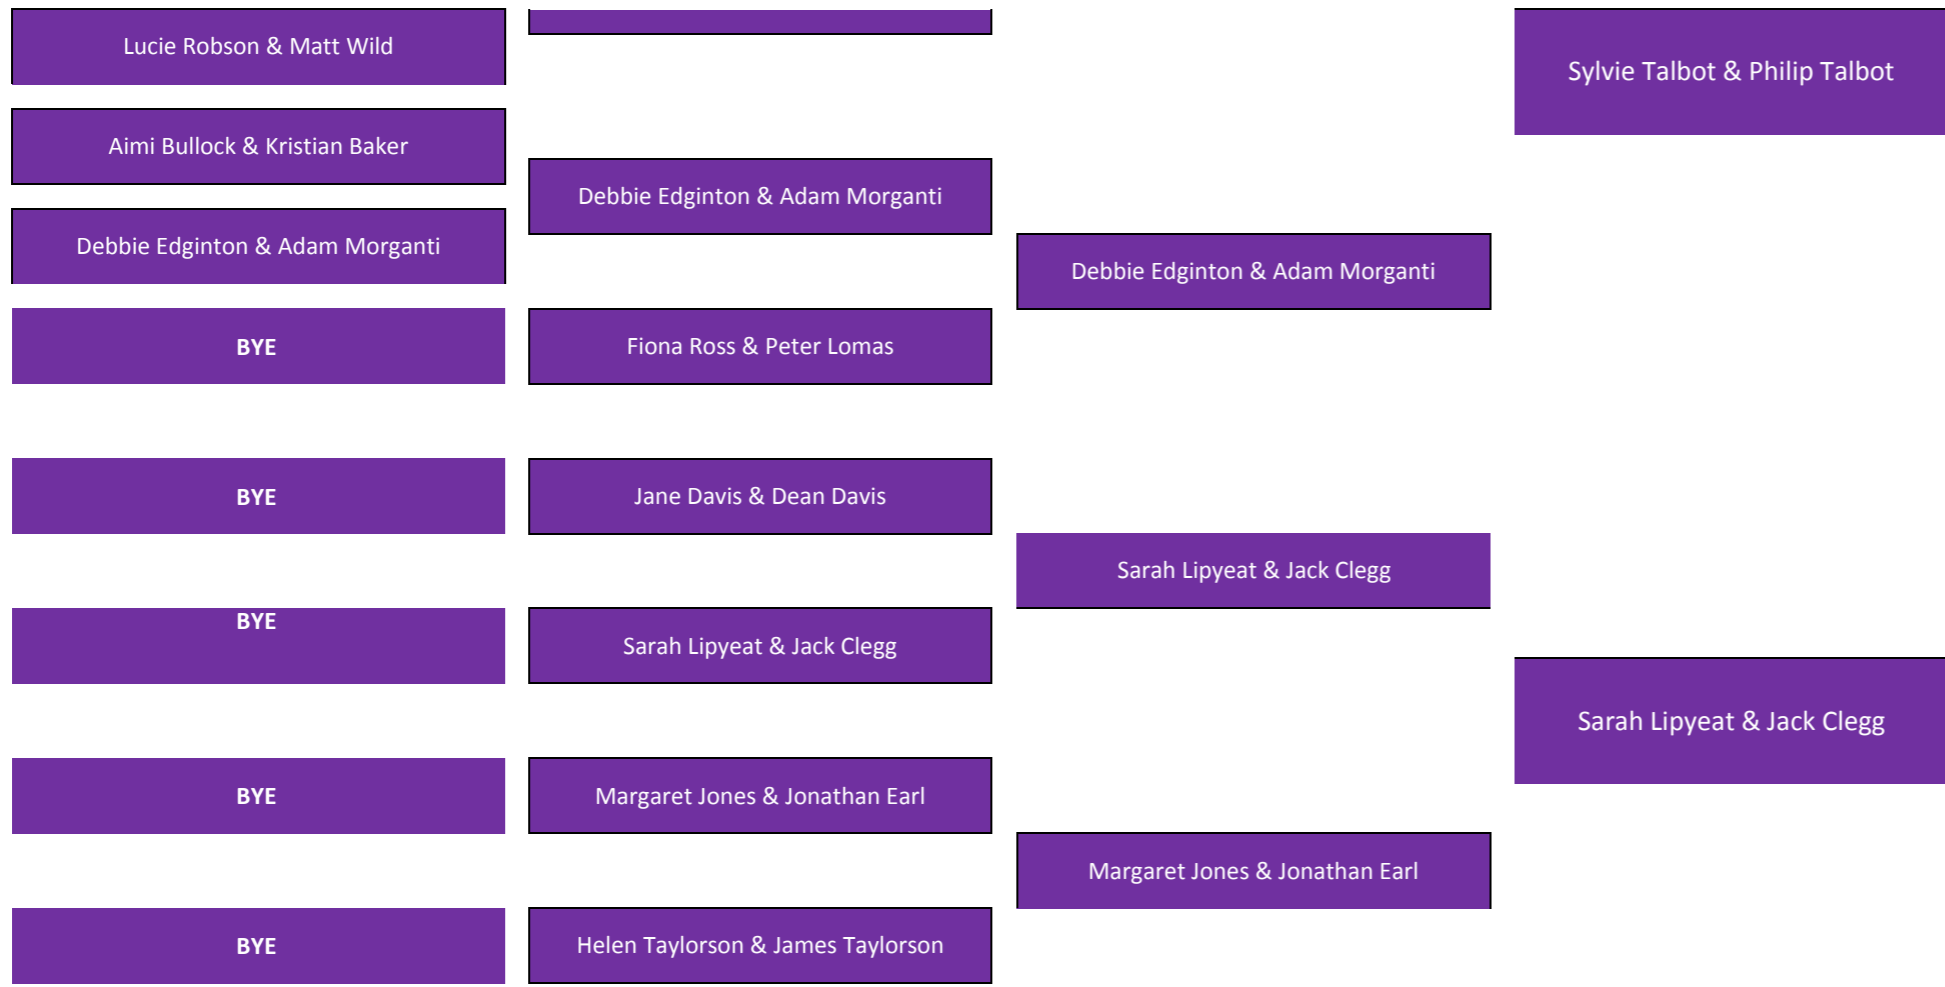 Lucie Robson & Matt Wild
Sylvie Talbot & Philip Talbot
Aimi Bullock & Kristian Baker
Debbie Edginton & Adam Morganti
Debbie Edginton & Adam Morganti
Debbie Edginton & Adam Morganti
BYE
Fiona Ross & Peter Lomas
BYE
Jane Davis & Dean Davis
Sarah Lipyeat & Jack Clegg
BYE
Sarah Lipyeat & Jack Clegg
Sarah Lipyeat & Jack Clegg
BYE
Margaret Jones & Jonathan Earl
Margaret Jones & Jonathan Earl
BYE
Helen Taylorson & James Taylorson